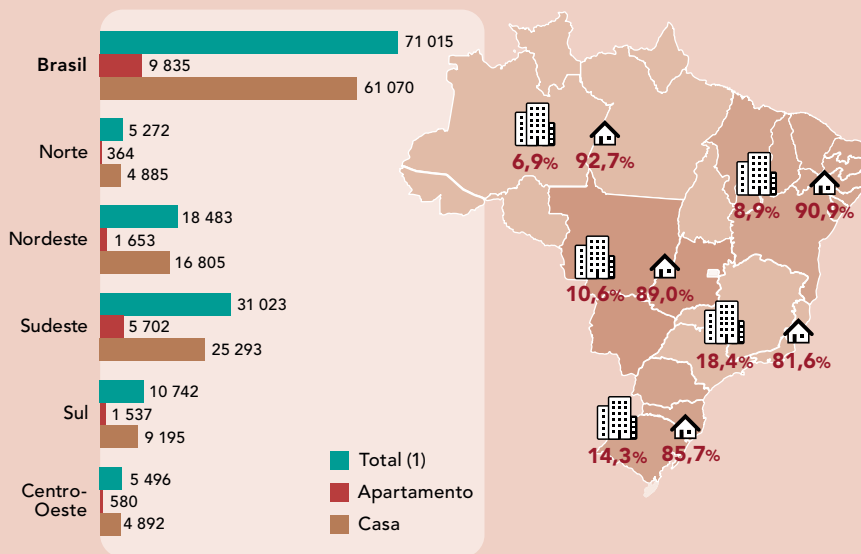 Brasil
71 015
9 835
61 070
Norte
5 272
364
4 885
Nordeste
18 483
1 653
16 805
Sudeste
31 023
5 702
25 293
Sul
10 742
1 537
9 195
Centro-
Oeste
5 496
580
4 892
Total (1)
Apartamento
Casa
6,9% 92,7%
8,9% 90,9%
10,6% 89,0%
18,4% 81,6%
14,3% 85,7%